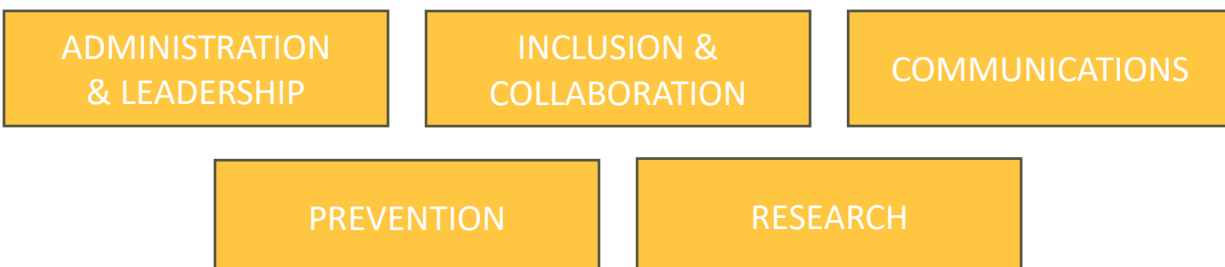 ADMINISTRATION
& LEADERSHIP
INCLUSION &
COLLABORATION
COMMUNICATIONS
PREVENTION
RESEARCH